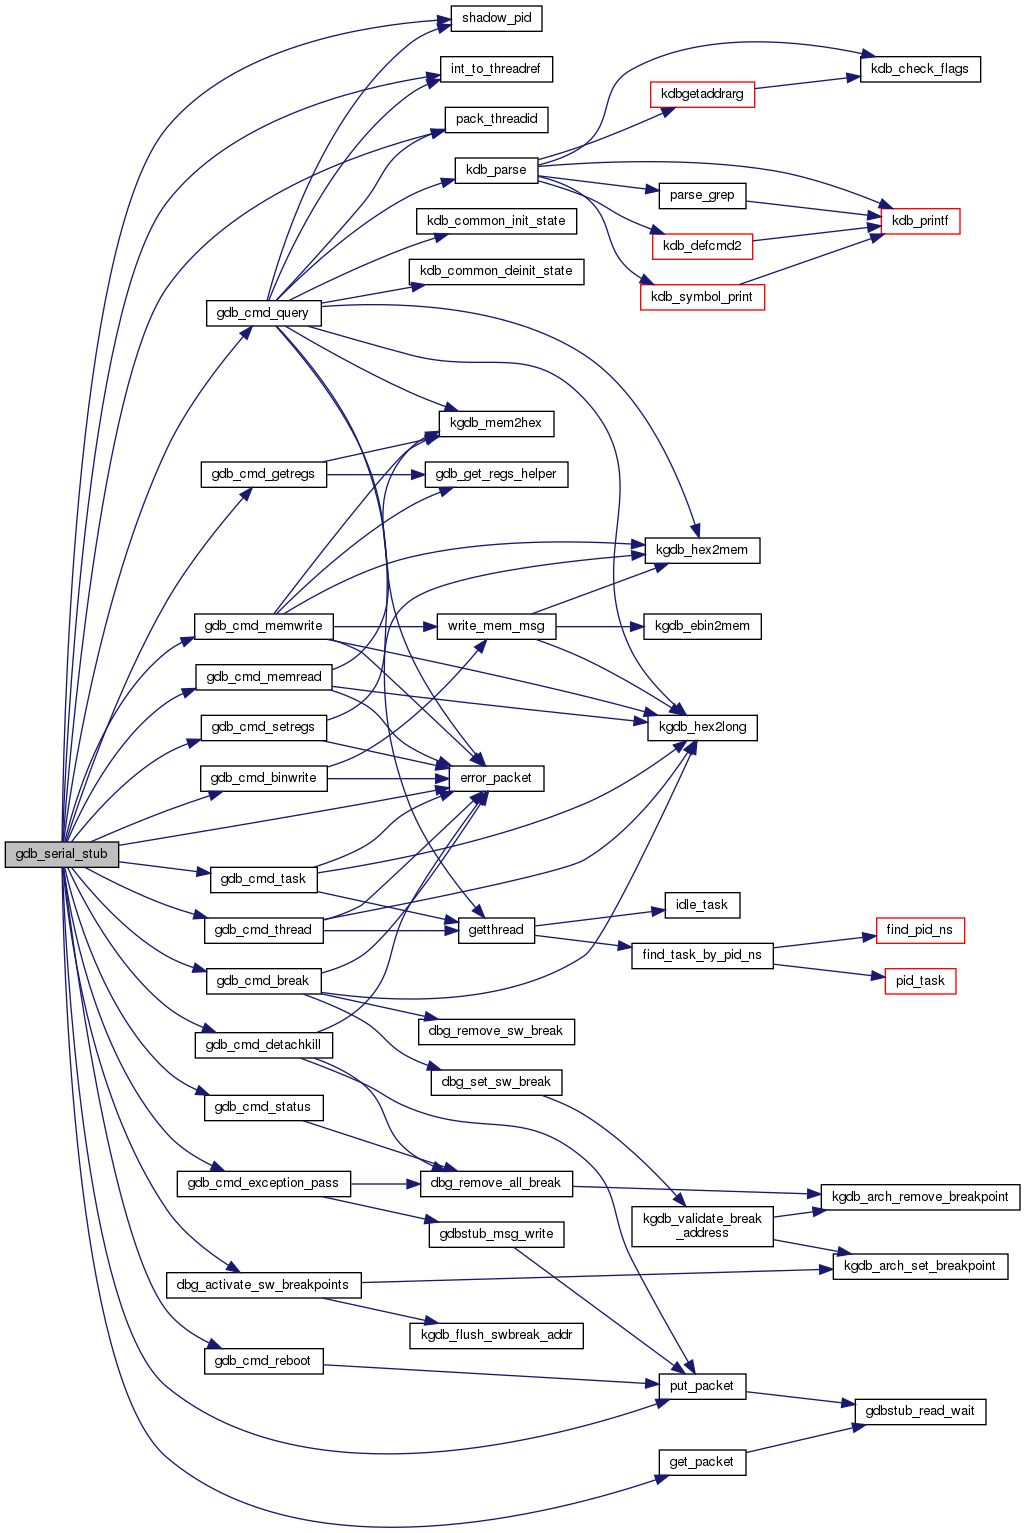 shadow_pid
int_to_threadref
kdb_check_flags
kdbgetaddrarg
pack_threadid
kdb_parse
parse_grep
kdb_common_init_state
kdb_printf
kdb_defcmd2
kdb_common_deinit_state
kdb_symbol_print
gdb_cmd_query
kgdb_mem2hex
gdb_cmd_getregs
gdb_get_regs_helper
kgdb_hex2mem
gdb_cmd_memwrite
write_mem_msg
kgdb_ebin2mem
gdb_cmd_memread
gdb_cmd_setregs
kgdb_hex2long
gdb_cmd_binwrite
error_packet
gdb_serial_stub
gdb_cmd_task
idle_task
gdb_cmd_thread
getthread
find_pid_ns
find_task_by_pid_ns
gdb_cmd_break
pid_task
dbg_remove_sw_break
gdb_cmd_detachkill
dbg_set_sw_break
gdb_cmd_status
gdb_cmd_exception_pass
dbg_remove_all_break
kgdb_arch_remove_breakpoint
kgdb_validate_break
_address
gdbstub_msg_write
kgdb_arch_set_breakpoint
dbg_activate_sw_breakpoints
kgdb_flush_swbreak_addr
gdb_cmd_reboot
put_packet
gdbstub_read_wait
get_packet